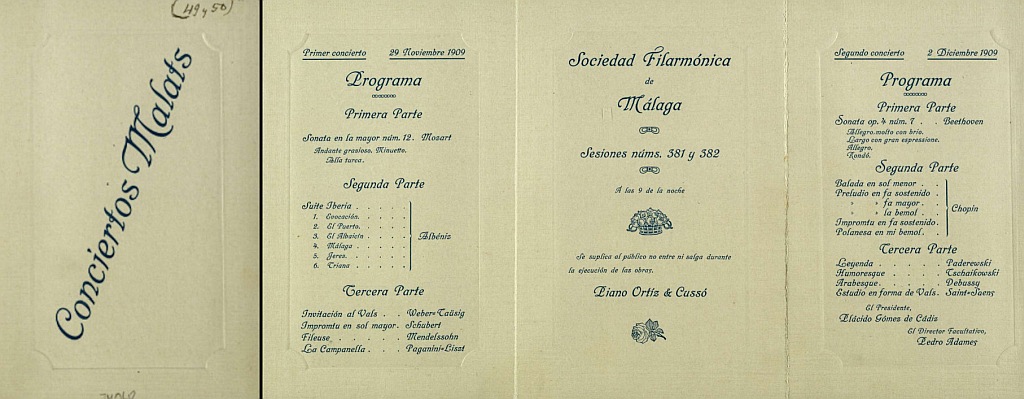 (49 y 50)
Conciertos Malats
Primer concierto 29 Noviembre 1909
Programa
Primera Parte
Sonata en la mayor núm. 12. Mozart
Andante grasioso. Minuetto.
Alla turca.
Segunda Parte
Suite Iberia . . . . .
1. Evocación. . . . .
2. El Puerto. . . . .
3. El Albaicín . . . .
4. Málaga . . . . .
5. Jeres. . . . .
6. Triana . . . . .
Albéniz
Tercera Parte
Invitación al Vals . . Weber=Taüsig
Impromta en sol mayor. Schubert
Fileuse. . . . . Mendelssohn
La Campanella . . . Paganini=Liszt
Sociedad Filarmónica
de
Málaga
Sesiones núms. 381 y 382
A las 9 de la noche
Se suplica al público no entre ni salga durante
la ejecución de las obras.
Piano Ortíz & Cussó
Segundo concierto 2 Diciembre 1909
Programa
Primera Parte
Sonata op. 4 núm. 7 . . Beethoven
Allegro molto con brio.
Largo con gran espressione.
Allegro.
Rondó.
Segunda Parte
Balada en sol menor . .
Preludio en fa sostenido .
» » fa mayor . .
» » la bemol . .
Impromta en fa sostenido.
Polanesa en mi bemol. .
Chopin
Tercera Parte
Leyenda . . . . . Paderewski
Humoresque . . . . Tschaikowski
Arabesque. . . . . Debussy
Estudio en forma de Vals. Saint=Saens
El Presidente,
Plácido Gómez de Cádiz
El Director Facultativo,
Pedro Adames